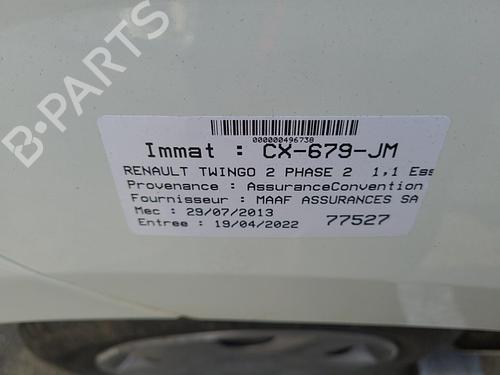 B-PARTS
000000496738
Immat : CX-679-JM
RENAULT TWINGO 2 PHASE 2 1,1 Ess
Provenance : AssuranceConvention
Fournisseur : MAAF ASSURANCES SA
Mec : 29/07/2013
Entree : 19/04/2022 77527